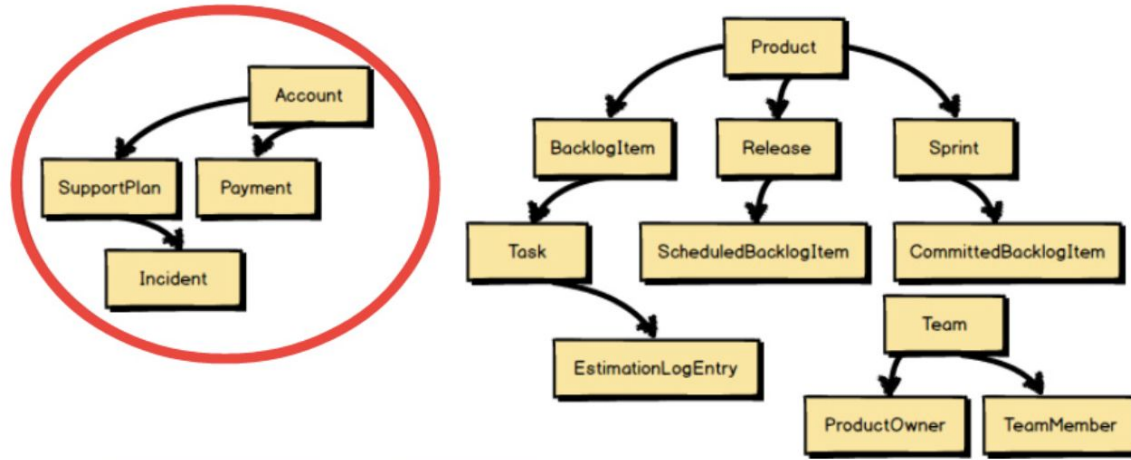 Product
Account
BacklogItem
Release
Sprint
SupportPlan
Payment
Task
ScheduledBacklogItem
CommittedBacklogItem
Incident
Team
EstimationLogEntry
ProductOwner
TeamMember